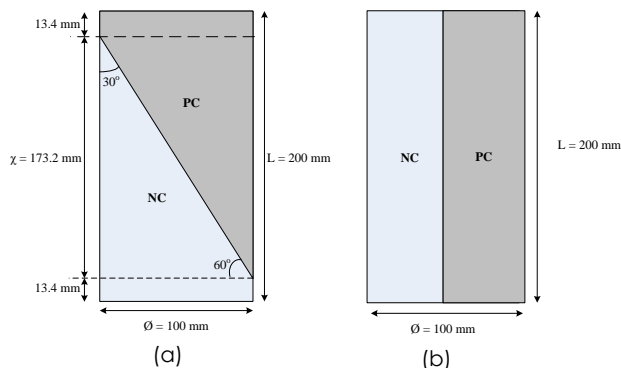 13.4 mm
30°
PC
χ = 173.2 mm
L = 200 mm
NC
60°
13.4 mm
Ø = 100 mm
(a)
NC
PC
L = 200 mm
Ø = 100 mm
(b)